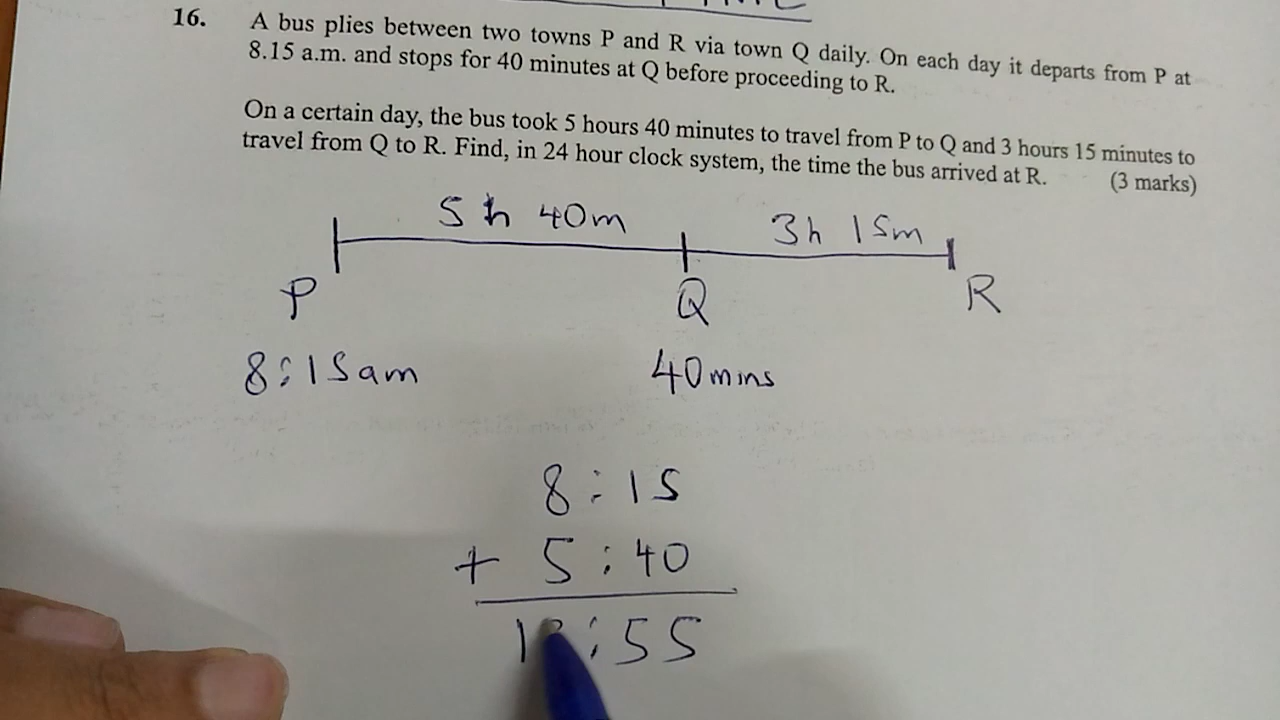 16. A bus plies between two towns P and R via town Q daily. On each day it departs from P at
8.15 a.m. and stops for 40 minutes at Q before proceeding to R.
On a certain day, the bus took 5 hours 40 minutes to travel from P to Q and 3 hours 15 minutes to
travel from Q to R. Find, in 24 hour clock system, the time the bus arrived at R. (3 marks)
5 h 40m 3h 15m
P Q R
8:15am 40mins
8:15
+ 5:40
:55